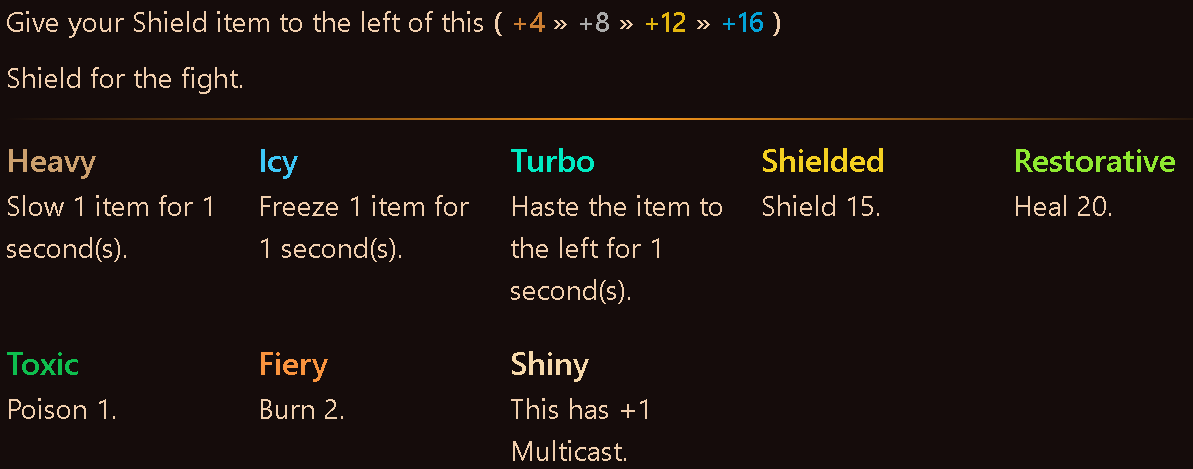 Give your Shield item to the left of this ( +4 » +8 » +12 » +16 )
Shield for the fight.
Heavy
Slow 1 item for 1
second(s).
Icy
Freeze 1 item for
1 second(s).
Turbo
Haste the item to
the left for 1
second(s).
Shielded
Shield 15.
Restorative
Heal 20.
Toxic
Poison 1.
Fiery
Burn 2.
Shiny
This has +1
Multicast.